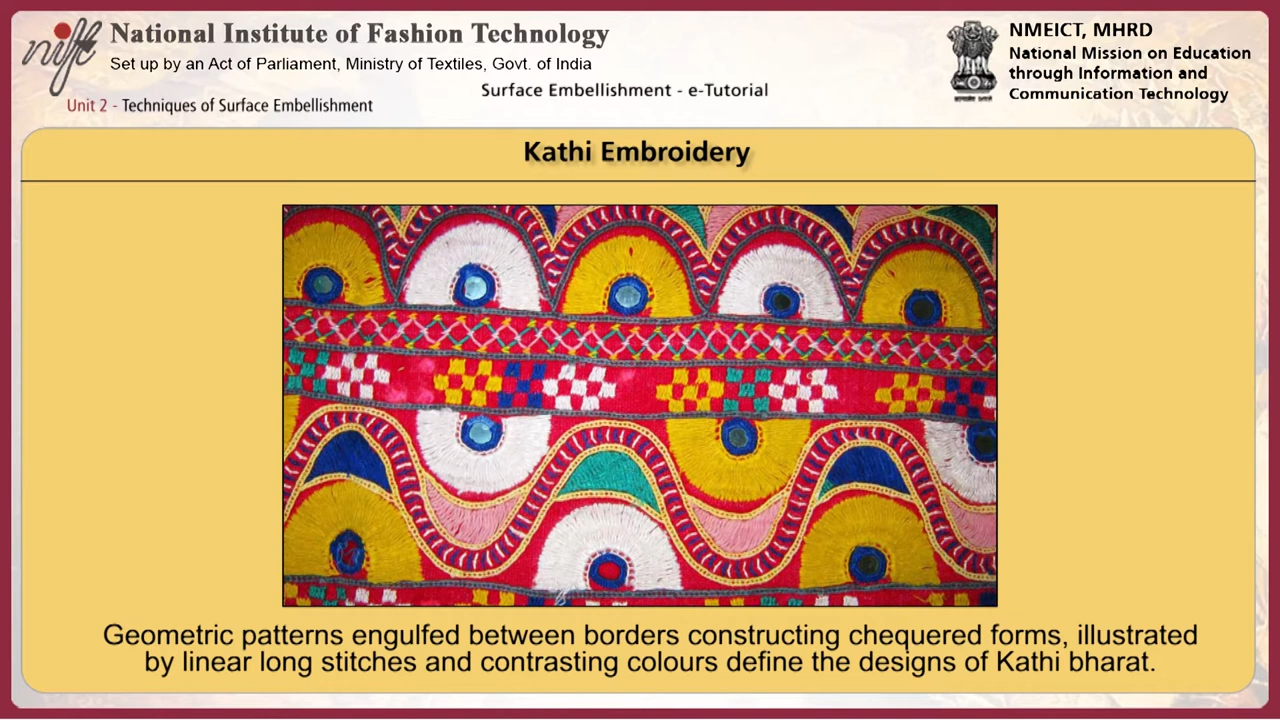 nift
National Institute of Fashion Technology
Set up by an Act of Parliament, Ministry of Textiles, Govt. of India
Unit 2 - Techniques of Surface Embellishment
Surface Embellishment - e-Tutorial
NMEICT, MHRD
National Mission on Education
through Information and
Communication Technology
Kathi Embroidery
Geometric patterns engulfed between borders constructing chequered forms, illustrated
by linear long stitches and contrasting colours define the designs of Kathi bharat.